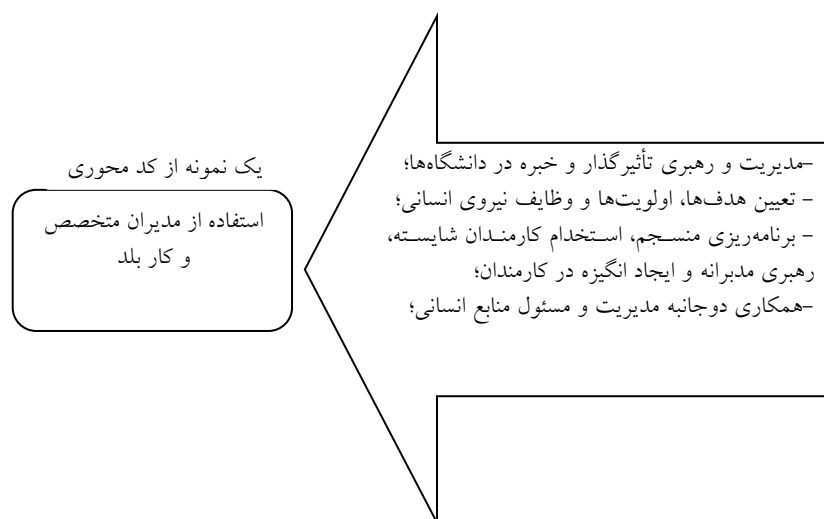 -مدیریت و رهبری تأثیرگذار و خبره در دانشگاه‌ها؛
- تعیین هدف‌ها، اولویت‌ها و وظایف نیروی انسانی؛
- برنامه‌ریزی منسجم، استخدام کارمندان شایسته،
رهبری مدبرانه و ایجاد انگیزه در کارمندان؛
-همکاری دوجانبه مدیریت و مسئول منابع انسانی؛
یک نمونه از کد محوری
استفاده از مدیران متخصص
و کار بلد